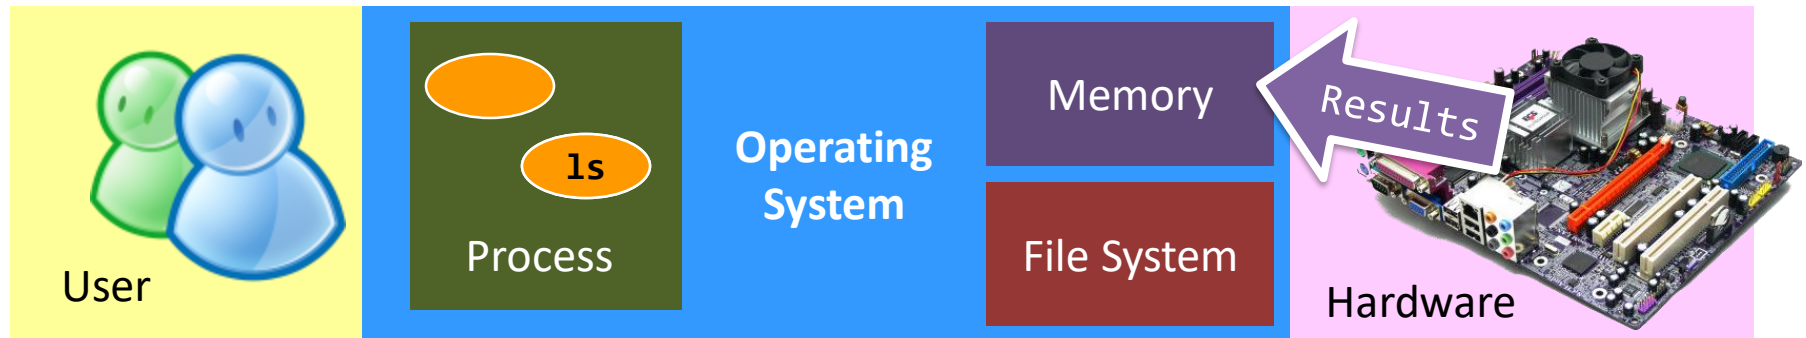 User
ls
Process
Operating
System
Memory
File System
Results
Hardware